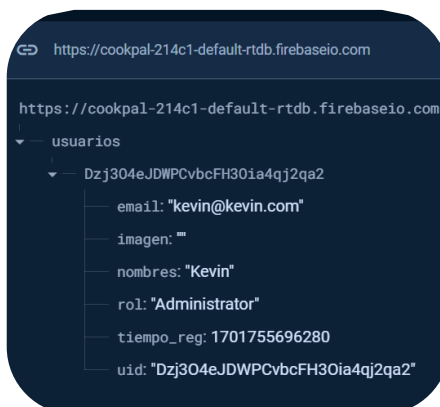 https://cookpal-214c1-default-rtdb.firebaseio.com
https://cookpal-214c1-default-rtdb.firebaseio.com
usuarios
Dzj3O4eJDWPCvbcFH3Oia4qj2qa2
email: "kevin@kevin.com"
imagen: ""
nombres: "Kevin"
rol: "Administrator"
tiempo_reg: 1701755696280
uid: "Dzj3O4eJDWPCvbcFH3Oia4qj2qa2"